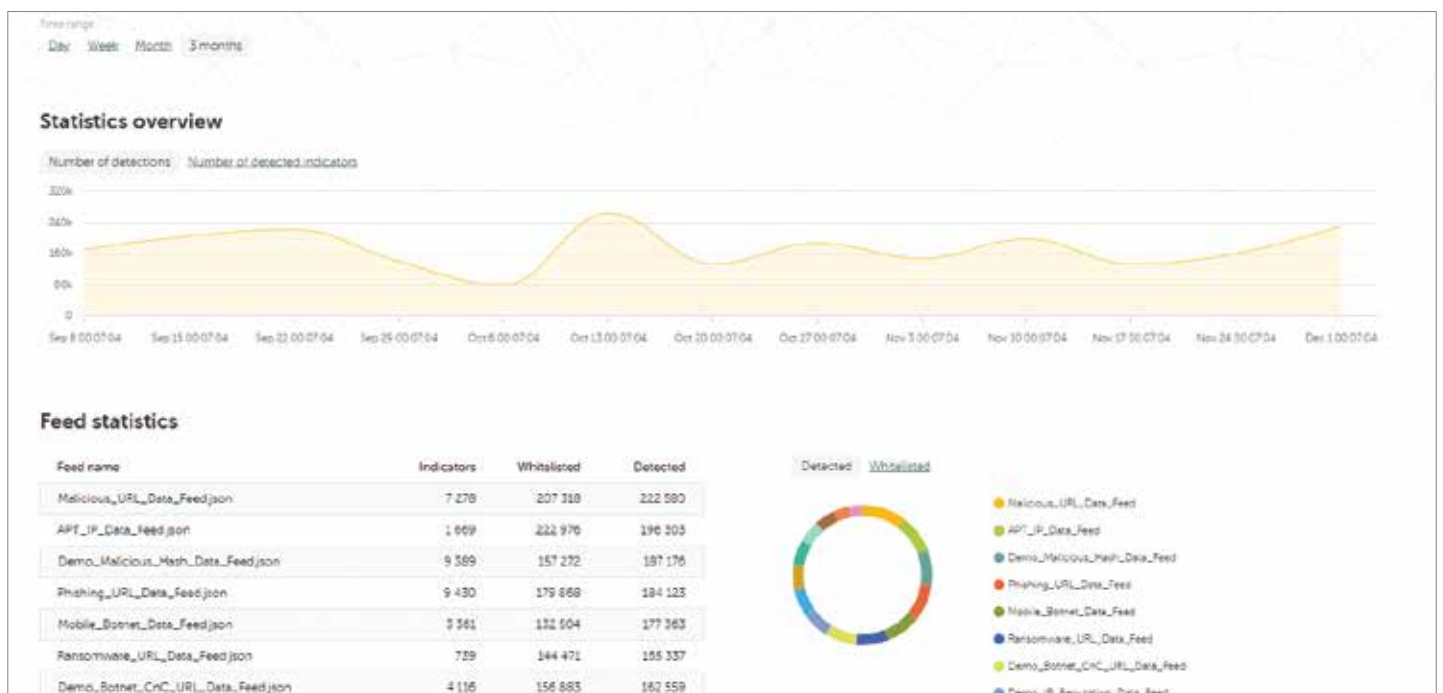 Time range
Day Week Month 3 months
Statistics overview
Number of detections Number of detected indicators
320k
240k
160k
80k
0
Sep 8 00:07:04 Sep 15 00:07:04 Sep 22 00:07:04 Sep 29 00:07:04 Oct 6 00:07:04 Oct 13 00:07:04 Oct 20 00:07:04 Oct 27 00:07:04 Nov 3 00:07:04 Nov 10 00:07:04 Nov 17 00:07:04 Nov 24 00:07:04 Dec 1 00:07:04
Feed statistics
Feed name Indicators Whitelisted Detected
Malicious_URL_Data_Feed.json 7 278 207 318 222 580
APT_IP_Data_Feed.json 1 669 222 976 196 303
Demo_Malicious_Hash_Data_Feed.json 9 389 157 272 187 176
Phishing_URL_Data_Feed.json 9 430 179 868 184 123
Mobile_Botnet_Data_Feed.json 3 361 132 504 177 363
Ransomware_URL_Data_Feed.json 739 144 471 165 337
Demo_Botnet_CnC_URL_Data_Feed.json 4 116 156 883 162 559
Detected Whitelisted
Malicious_URL_Data_Feed
APT_IP_Data_Feed
Demo_Malicious_Hash_Data_Feed
Phishing_URL_Data_Feed
Mobile_Botnet_Data_Feed
Ransomware_URL_Data_Feed
Demo_Botnet_CnC_URL_Data_Feed
Demo_IP_Reputation_Data_Feed